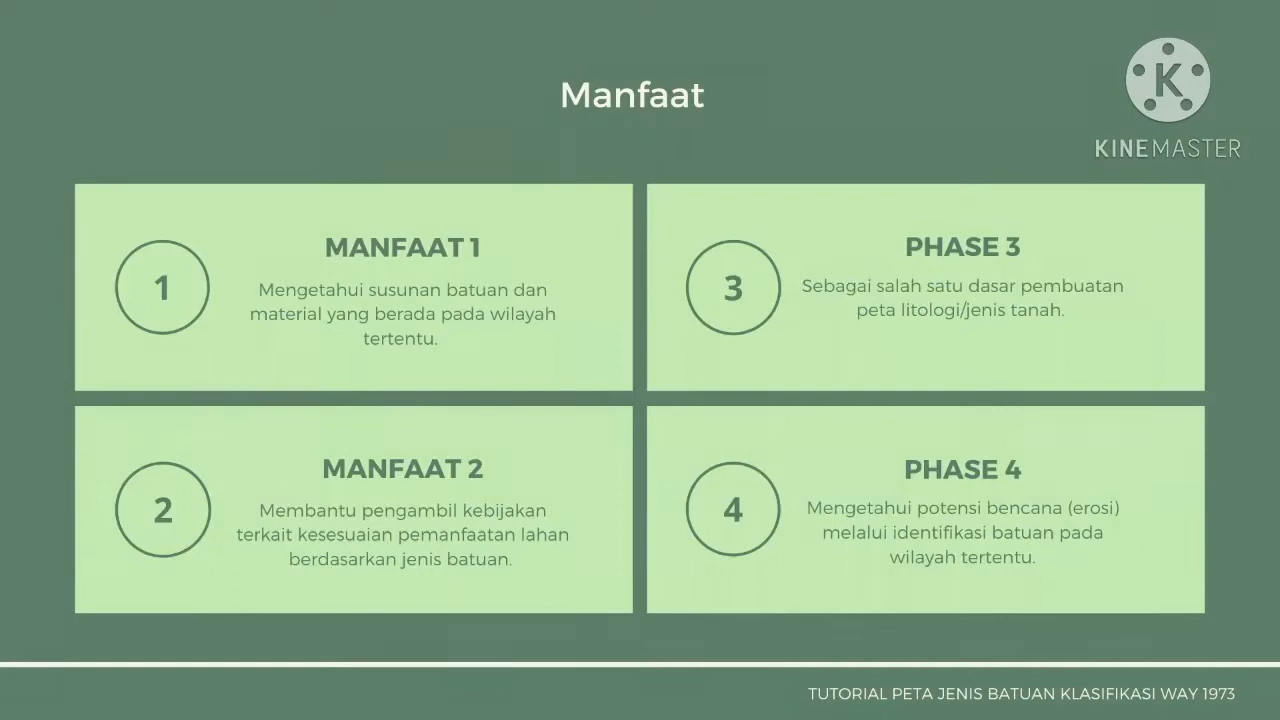 Manfaat
K
KINEMASTER
1
MANFAAT 1
Mengetahui susunan batuan dan
material yang berada pada wilayah
tertentu.
2
MANFAAT 2
Membantu pengambil kebijakan
terkait kesesuaian pemanfaatan lahan
berdasarkan jenis batuan.
3
PHASE 3
Sebagai salah satu dasar pembuatan
peta litologi/jenis tanah.
4
PHASE 4
Mengetahui potensi bencana (erosi)
melalui identifikasi batuan pada
wilayah tertentu.
TUTORIAL PETA JENIS BATUAN KLASIFIKASI WAY 1973